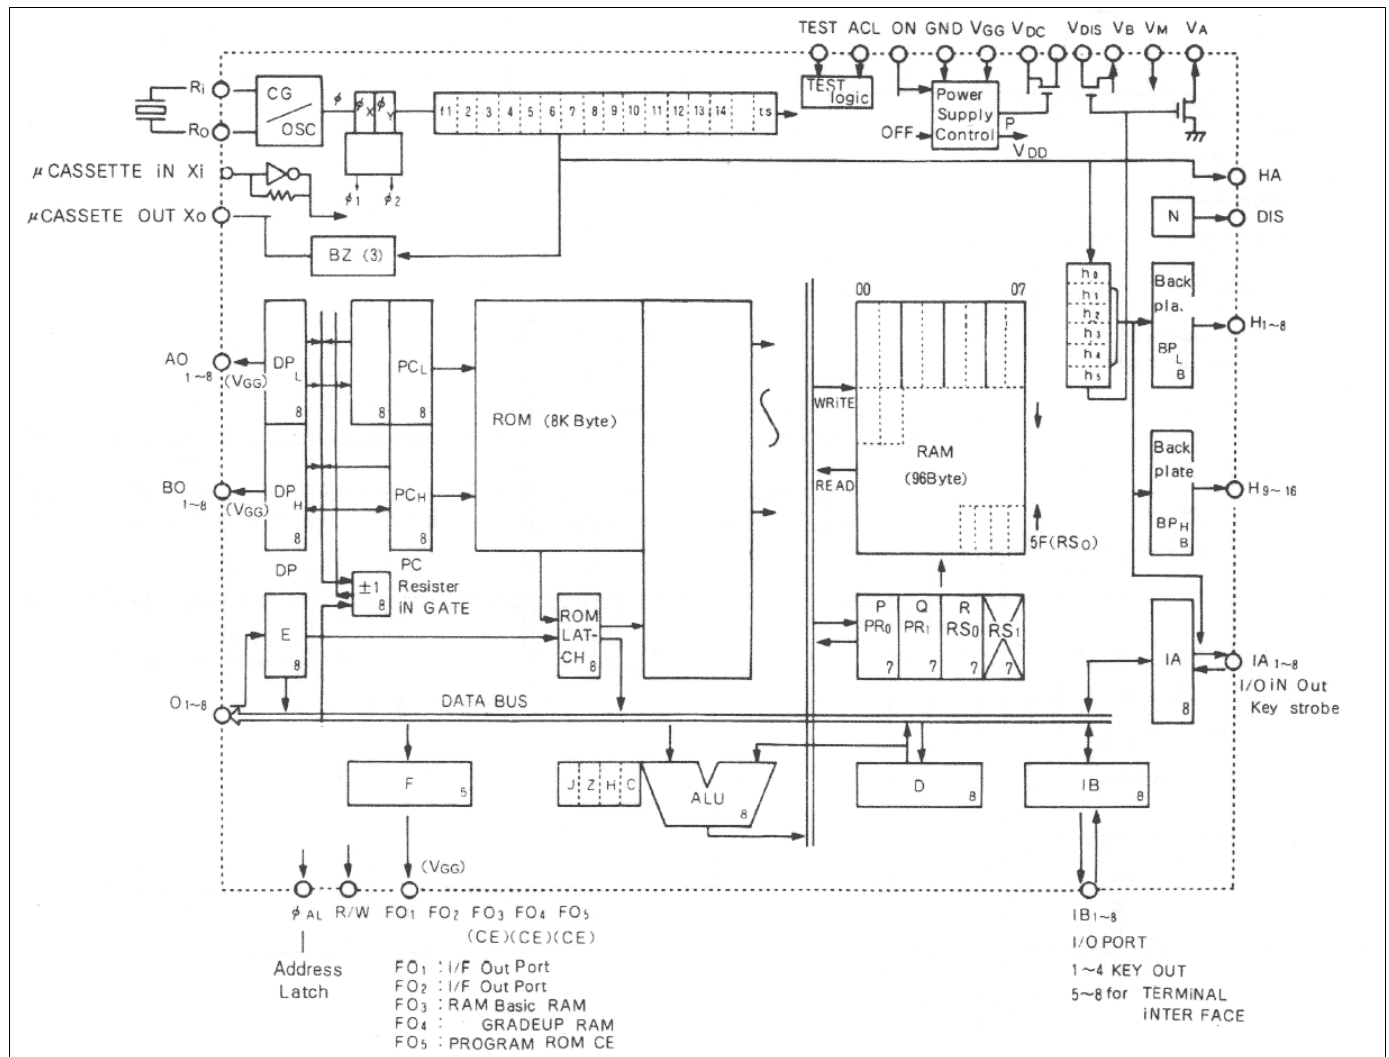 TEST ACL ON GND VGG VDC VDIS VB VM VA
Ri
CG
OSC
Ro
φ
φX
φY
f1 2 3 4 5 6 7 8 9 10 11 12 13 14 ts
TEST
logic
Power
Supply
Control
P
OFF
VDD
μ CASSETTE iN Xi
φ1 φ2
HA
μ CASSETE OUT Xo
N
DIS
BZ (3)
h0
h1
h2
h3
h4
h5
Back
pla.
BPL
B
H1~8
00 07
AO
1~8
(VGG)
DPL
8
8
PCL
8
ROM (8K Byte)
WRiTE
RAM
(96Byte)
READ
5F(RS0)
BO
1~8
(VGG)
DPH
8
PCH
8
Back
plate
BPH
B
H9~16
DP
PC
±1
8
Resister
iN GATE
E
8
ROM
LAT-
CH
8
P
PR0
7
Q
PR1
7
R
RS0
7
RS1
7
IA
8
IA1~8
I/O iN Out
Key strobe
O1~8
DATA BUS
F
5
J Z H C
ALU
8
D
8
IB
8
(VGG)
φAL R/W FO1 FO2 FO3 FO4 FO5
(CE)(CE)(CE)
Address
Latch
FO1 : I/F Out Port
FO2 : I/F Out Port
FO3 : RAM Basic RAM
FO4 : GRADEUP RAM
FO5 : PROGRAM ROM CE
IB1~8
I/O PORT
1~4 KEY OUT
5~8 for TERMiNAL
iNTER FACE